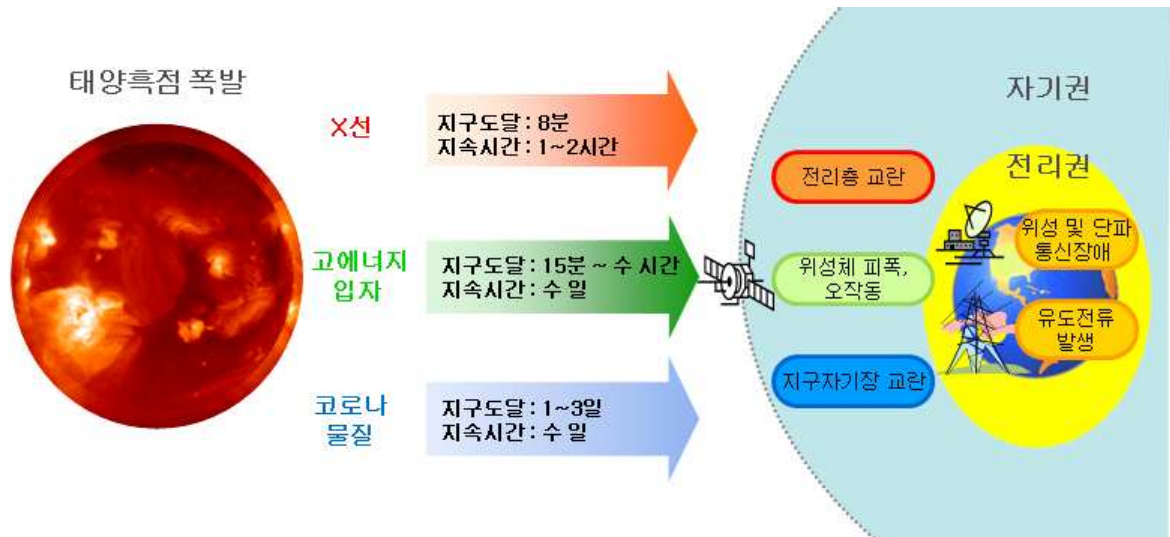 태양흑점 폭발
X선
지구도달 : 8분
지속시간 : 1~2시간
고에너지
입자
지구도달 : 15분 ~ 수 시간
지속시간 : 수 일
코로나
물질
지구도달 : 1~3일
지속시간 : 수 일
자기권
전리권
전리층 교란
위성체 피폭,
오작동
지구자기장 교란
위성 및 단파
통신장애
유도전류
발생